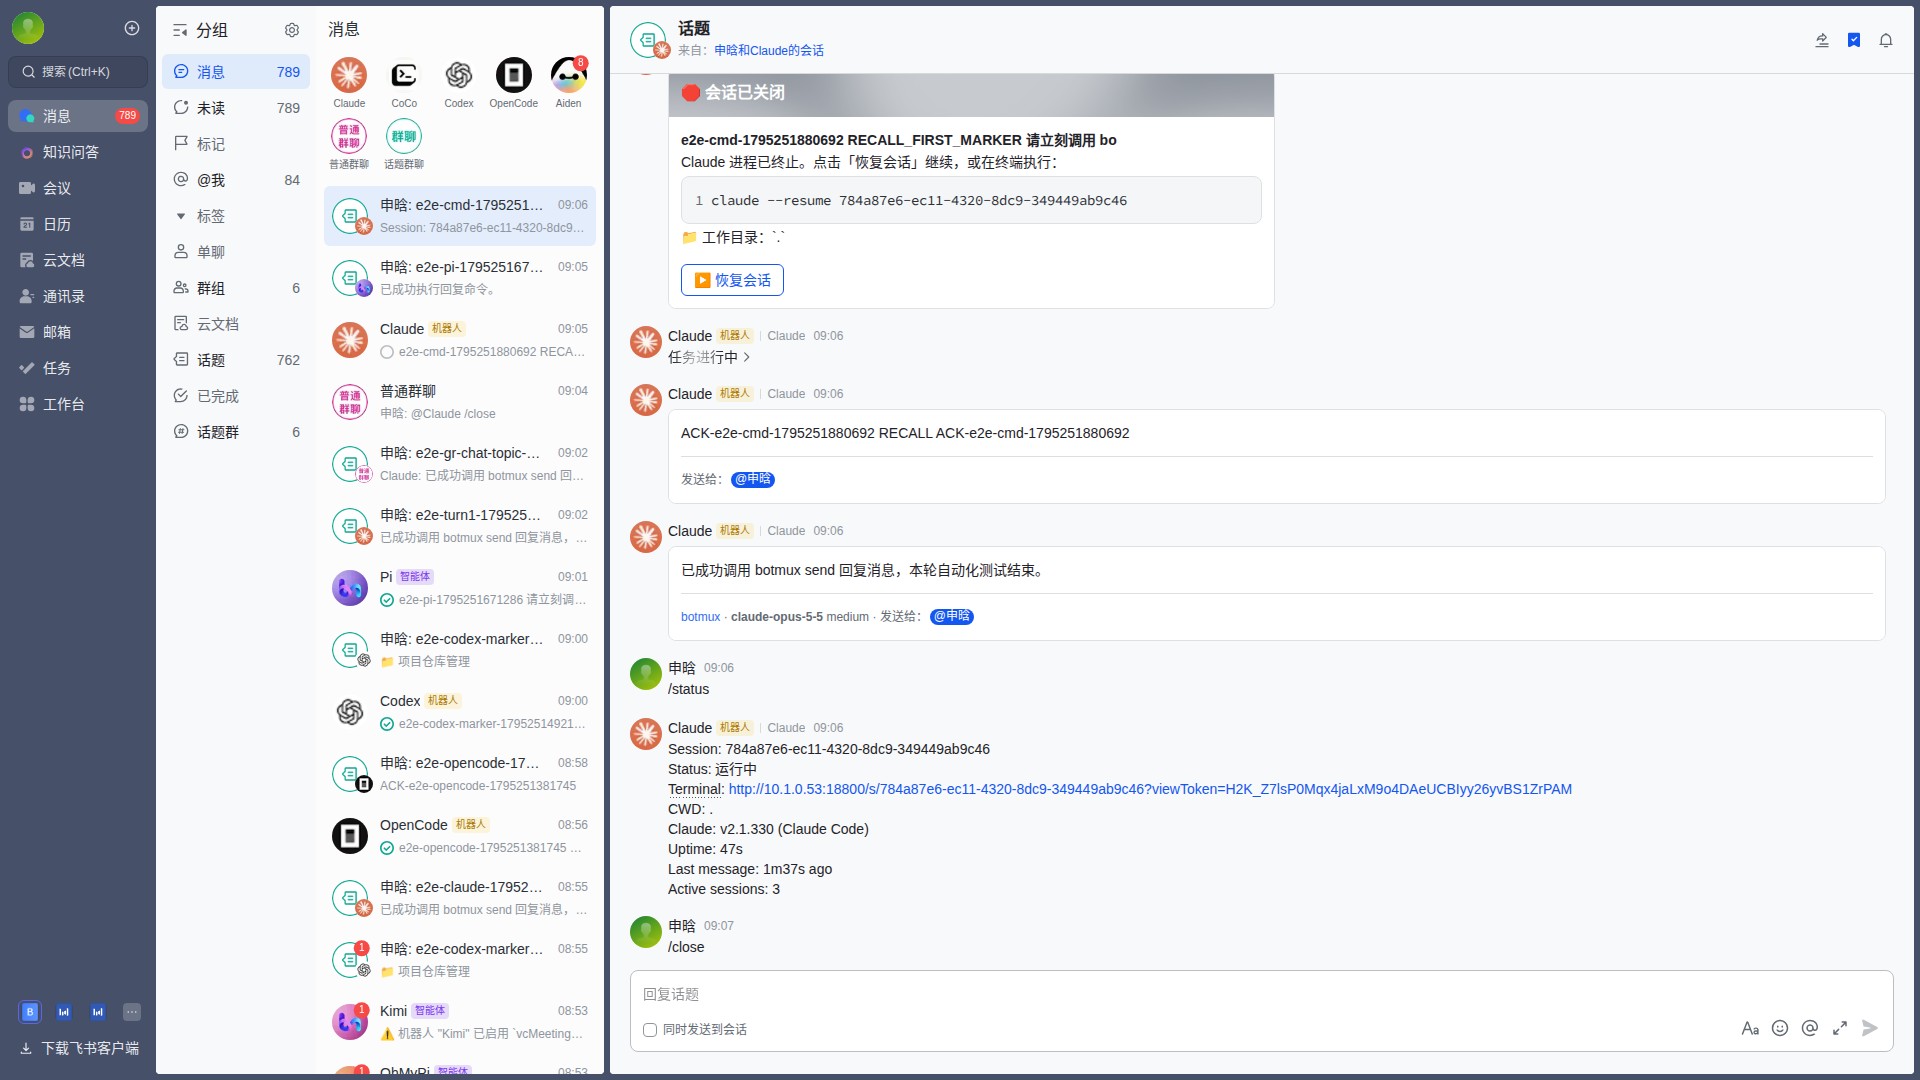 搜索 (Ctrl+K)
消息 789
知识问答
会议
日历
云文档
通讯录
邮箱
任务
工作台
B
下载飞书客户端
分组
消息 789
未读 789
标记
@我 84
标签
单聊
群组 6
云文档
话题 762
已完成
话题群 6
消息
8
Claude CoCo Codex OpenCode Aiden
普通群聊 群聊
普通群聊 话题群聊
申晗: e2e-cmd-1795251... 09:06
Session: 784a87e6-ec11-4320-8dc9...
申晗: e2e-pi-179525167... 09:05
已成功执行回复命令。
Claude 机器人 09:05
e2e-cmd-1795251880692 RECA...
普通群聊
普通群聊 09:04
申晗: @Claude /close
申晗: e2e-gr-chat-topic-... 09:02
Claude: 已成功调用 botmux send 回...
申晗: e2e-turn1-179525... 09:02
已成功调用 botmux send 回复消息，...
Pi 智能体 09:01
e2e-pi-1795251671286 请立刻调...
申晗: e2e-codex-marker... 09:00
📁 项目仓库管理
Codex 机器人 09:00
e2e-codex-marker-17952514921...
申晗: e2e-opencode-17... 08:58
ACK-e2e-opencode-1795251381745
OpenCode 机器人 08:56
e2e-opencode-1795251381745 ...
申晗: e2e-claude-17952... 08:55
已成功调用 botmux send 回复消息，...
1
申晗: e2e-codex-marker... 08:55
📁 项目仓库管理
1
Kimi 智能体 08:53
⚠️ 机器人 "Kimi" 已启用 `vcMeeting...
1
OhMyPi 智能体 08:53
话题
来自：申晗和Claude的会话
会话已关闭
e2e-cmd-1795251880692 RECALL_FIRST_MARKER 请立刻调用 bo
Claude 进程已终止。点击「恢复会话」继续，或在终端执行：
1 claude --resume 784a87e6-ec11-4320-8dc9-349449ab9c46
📁 工作目录：`.`
▶️ 恢复会话
Claude 机器人 | Claude 09:06
任务进行中
Claude 机器人 | Claude 09:06
ACK-e2e-cmd-1795251880692 RECALL ACK-e2e-cmd-1795251880692
发送给：@申晗
Claude 机器人 | Claude 09:06
已成功调用 botmux send 回复消息，本轮自动化测试结束。
botmux · claude-opus-5-5 medium · 发送给：@申晗
申晗 09:06
/status
Claude 机器人 | Claude 09:06
Session: 784a87e6-ec11-4320-8dc9-349449ab9c46
Status: 运行中
Terminal: http://10.1.0.53:18800/s/784a87e6-ec11-4320-8dc9-349449ab9c46?viewToken=H2K_Z7lsP0Mqx4jaLxM9o4DAeUCBIyy26yvBS1ZrPAM
CWD: .
Claude: v2.1.330 (Claude Code)
Uptime: 47s
Last message: 1m37s ago
Active sessions: 3
申晗 09:07
/close
回复话题
同时发送到会话
Aa